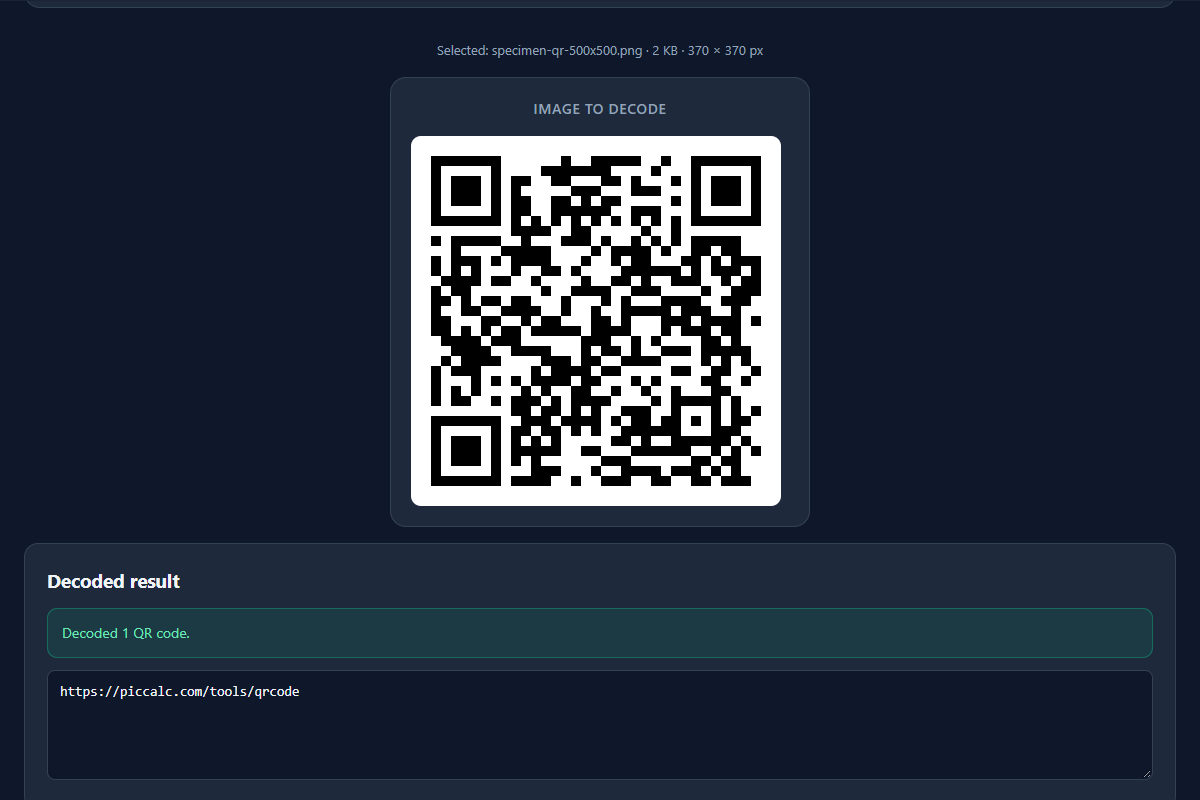 Selected: specimen-qr-500x500.png · 2 KB · 370 × 370 px
IMAGE TO DECODE
Decoded result
Decoded 1 QR code.
https://piccalc.com/tools/qrcode